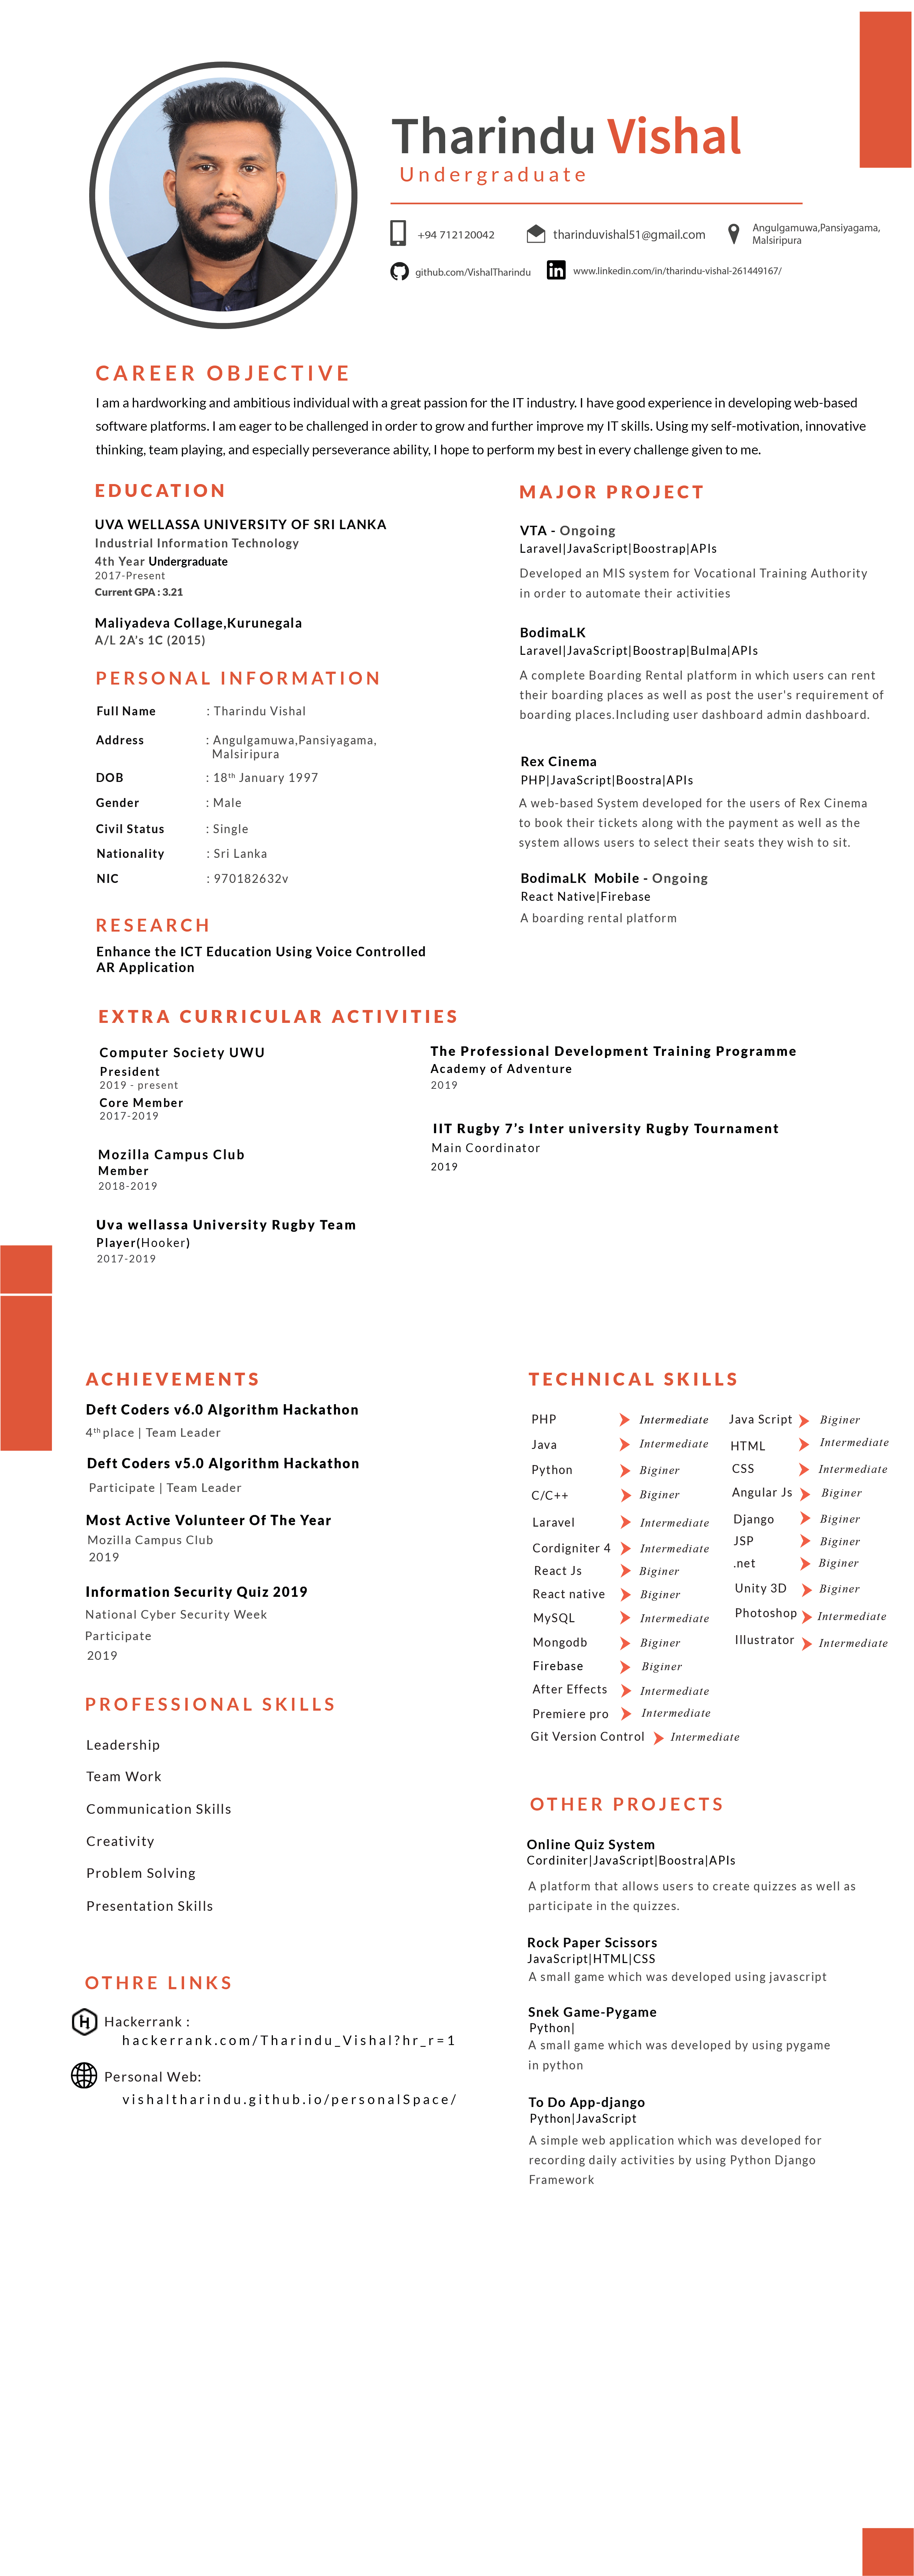 Tharindu Vishal
Undergraduate
+94 712120042
tharinduvishal51@gmail.com
Angulgamuwa,Pansiyagama,
Malsiripura
github.com/VishalTharindu
www.linkedin.com/in/tharindu-vishal-261449167/
CAREER OBJECTIVE
I am a hardworking and ambitious individual with a great passion for the IT industry. I have good experience in developing web-based
software platforms. I am eager to be challenged in order to grow and further improve my IT skills. Using my self-motivation, innovative
thinking, team playing, and especially perseverance ability, I hope to perform my best in every challenge given to me.
EDUCATION
UVA WELLASSA UNIVERSITY OF SRI LANKA
Industrial Information Technology
4th Year Undergraduate
2017-Present
Current GPA : 3.21
Maliyadeva Collage,Kurunegala
A/L 2A's 1C (2015)
PERSONAL INFORMATION
Full Name : Tharindu Vishal
Address : Angulgamuwa,Pansiyagama,
Malsiripura
DOB : 18th January 1997
Gender : Male
Civil Status : Single
Nationality : Sri Lanka
NIC : 970182632v
RESEARCH
Enhance the ICT Education Using Voice Controlled
AR Application
MAJOR PROJECT
VTA - Ongoing
Laravel|JavaScript|Boostrap|APIs
Developed an MIS system for Vocational Training Authority
in order to automate their activities
BodimaLK
Laravel|JavaScript|Boostrap|Bulma|APIs
A complete Boarding Rental platform in which users can rent
their boarding places as well as post the user's requirement of
boarding places.Including user dashboard admin dashboard.
Rex Cinema
PHP|JavaScript|Boostra|APIs
A web-based System developed for the users of Rex Cinema
to book their tickets along with the payment as well as the
system allows users to select their seats they wish to sit.
BodimaLK Mobile - Ongoing
React Native|Firebase
A boarding rental platform
EXTRA CURRICULAR ACTIVITIES
Computer Society UWU
President
2019 - present
Core Member
2017-2019
Mozilla Campus Club
Member
2018-2019
Uva wellassa University Rugby Team
Player(Hooker)
2017-2019
The Professional Development Training Programme
Academy of Adventure
2019
IIT Rugby 7's Inter university Rugby Tournament
Main Coordinator
2019
ACHIEVEMENTS
Deft Coders v6.0 Algorithm Hackathon
4th place | Team Leader
Deft Coders v5.0 Algorithm Hackathon
Participate | Team Leader
Most Active Volunteer Of The Year
Mozilla Campus Club
2019
Information Security Quiz 2019
National Cyber Security Week
Participate
2019
PROFESSIONAL SKILLS
Leadership
Team Work
Communication Skills
Creativity
Problem Solving
Presentation Skills
OTHRE LINKS
Hackerrank :
hackerrank.com/Tharindu_Vishal?hr_r=1
Personal Web:
vishaltharindu.github.io/personalSpace/
TECHNICAL SKILLS
PHP Intermediate
Java Intermediate
Python Biginer
C/C++ Biginer
Laravel Intermediate
Cordigniter 4 Intermediate
React Js Biginer
React native Biginer
MySQL Intermediate
Mongodb Biginer
Firebase Biginer
After Effects Intermediate
Premiere pro Intermediate
Git Version Control Intermediate
Java Script Biginer
HTML Intermediate
CSS Intermediate
Angular Js Biginer
Django Biginer
JSP Biginer
.net Biginer
Unity 3D Biginer
Photoshop Intermediate
Illustrator Intermediate
OTHER PROJECTS
Online Quiz System
Cordiniter|JavaScript|Boostra|APIs
A platform that allows users to create quizzes as well as
participate in the quizzes.
Rock Paper Scissors
JavaScript|HTML|CSS
A small game which was developed using javascript
Snek Game-Pygame
Python|
A small game which was developed by using pygame
in python
To Do App-django
Python|JavaScript
A simple web application which was developed for
recording daily activities by using Python Django
Framework